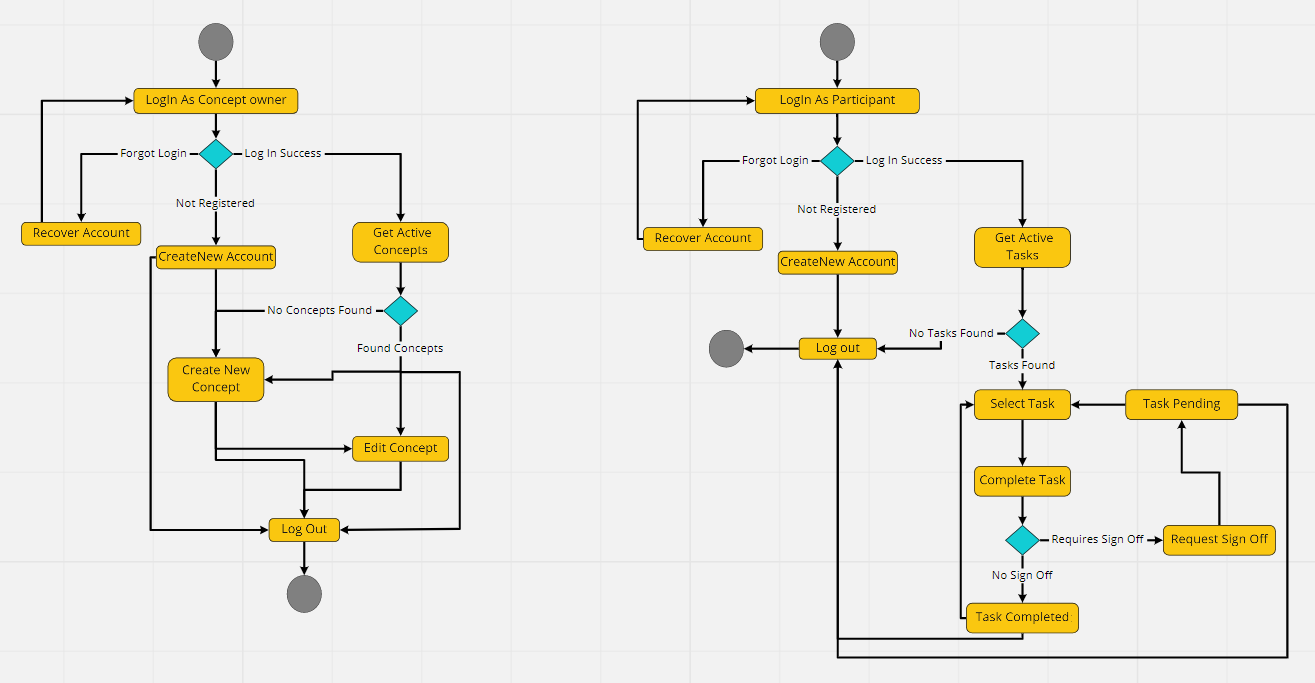 LogIn As Concept owner
Forgot Login
Log In Success
Not Registered
Recover Account
Get Active
Concepts
CreateNew Account
No Concepts Found
Found Concepts
Create New
Concept
Edit Concept
Log Out
LogIn As Participant
Forgot Login
Log In Success
Not Registered
Recover Account
Get Active
Tasks
CreateNew Account
No Tasks Found
Log out
Tasks Found
Select Task
Task Pending
Complete Task
Requires Sign Off
Request Sign Off
No Sign Off
Task Completed